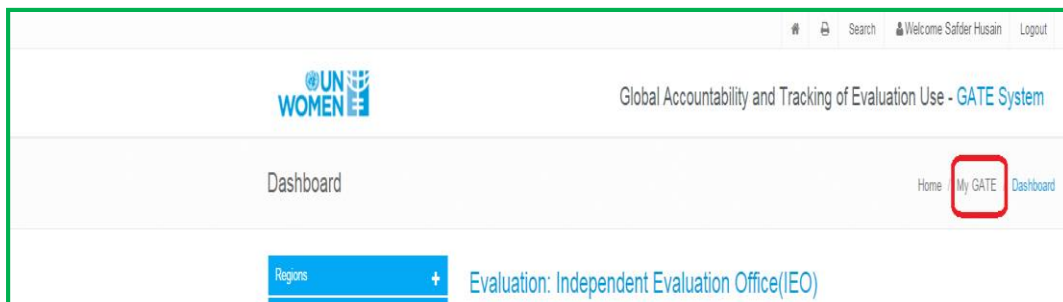 Search Welcome Safder Husain Logout
UN
WOMEN
Global Accountability and Tracking of Evaluation Use - GATE System
Dashboard
Home / My GATE / Dashboard
Regions +
Evaluation: Independent Evaluation Office(IEO)